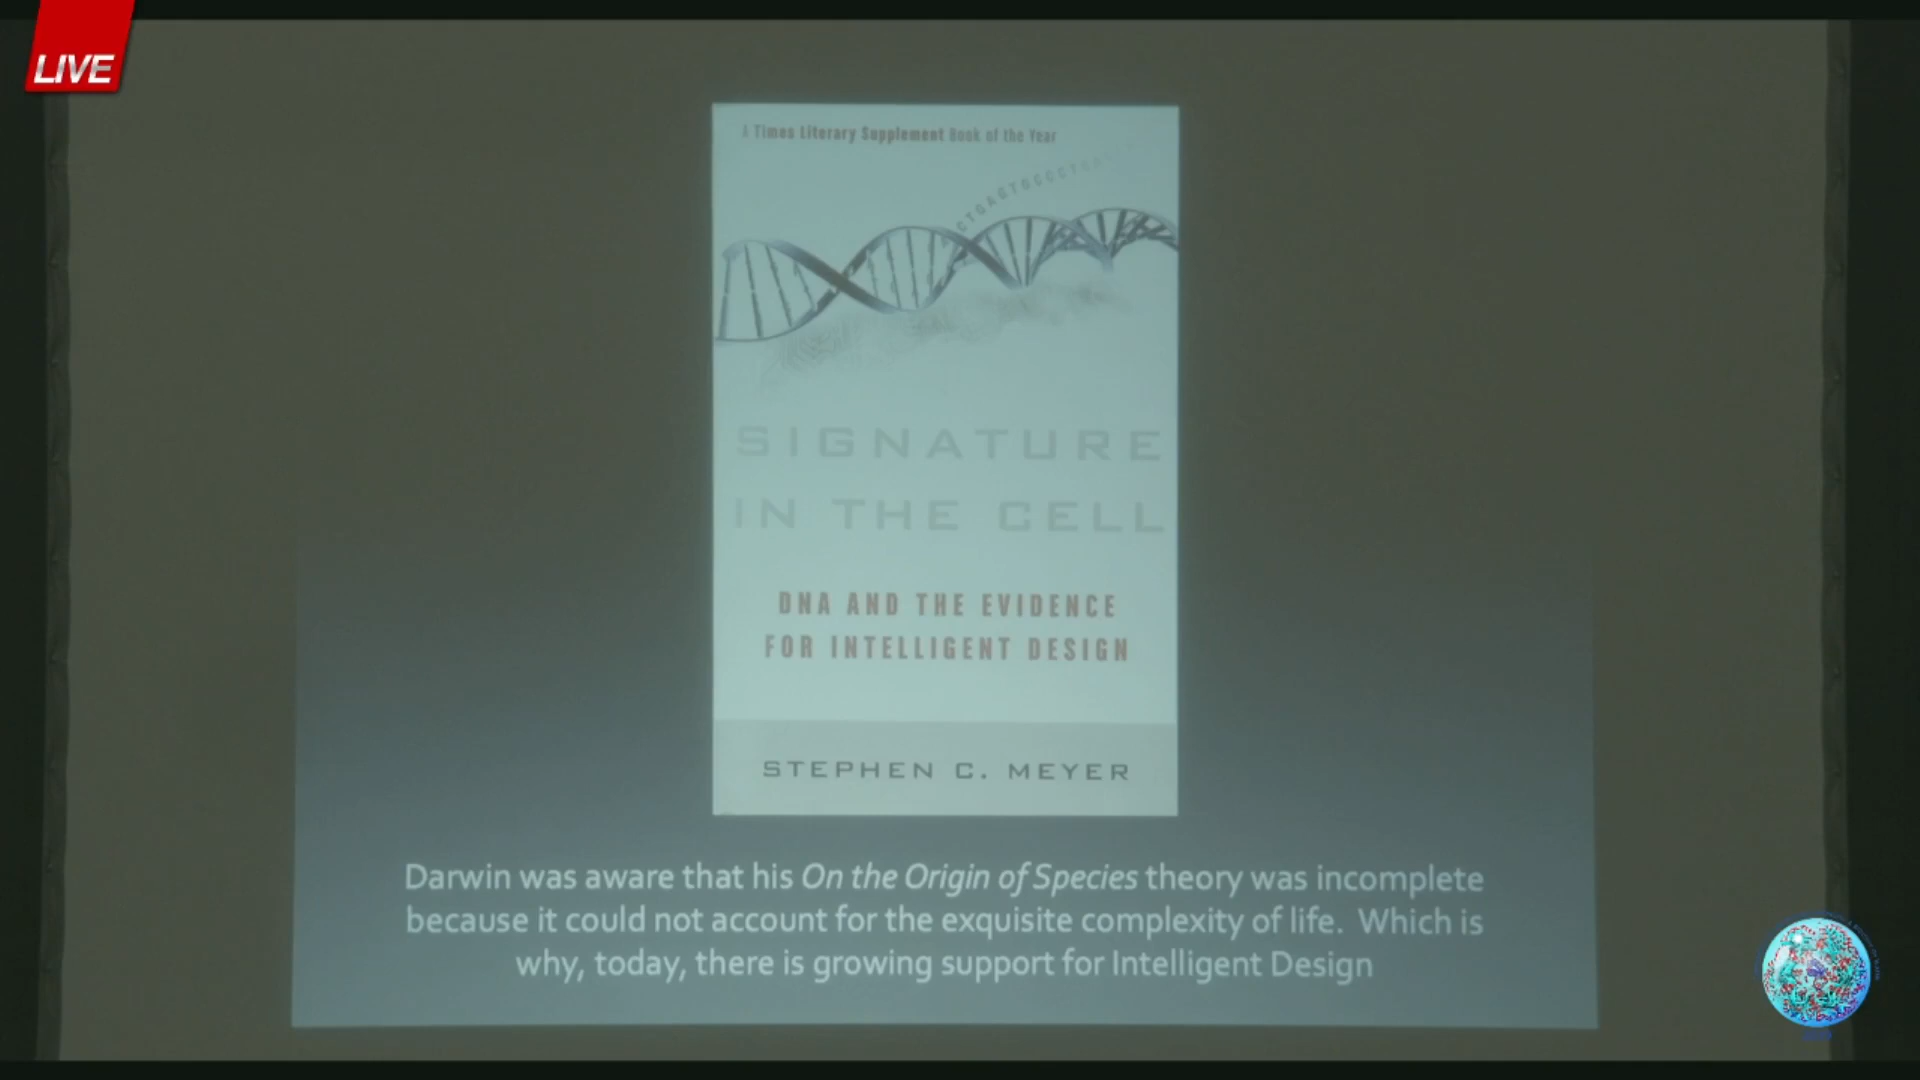 LIVE
A Times Literary Supplement Book of the Year
SIGNATURE
IN THE CELL
DNA AND THE EVIDENCE
FOR INTELLIGENT DESIGN
STEPHEN C. MEYER
Darwin was aware that his On the Origin of Species theory was incomplete
because it could not account for the exquisite complexity of life. Which is
why, today, there is growing support for Intelligent Design